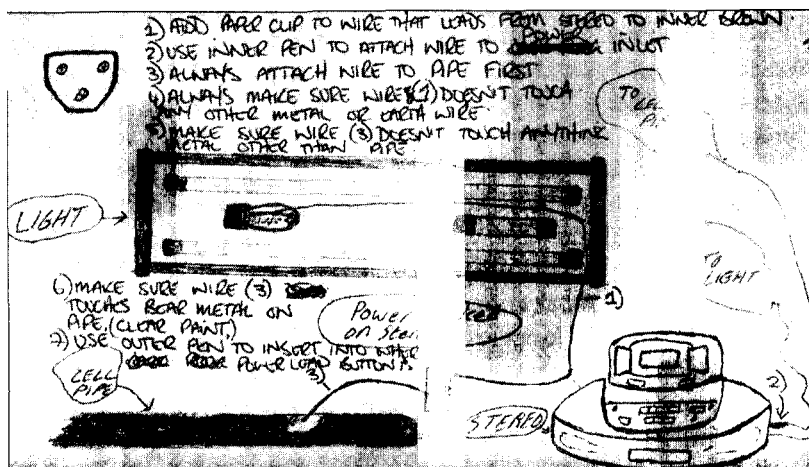 1) ADD PAPER CLIP TO WIRE THAT LEADS FROM STEREO TO INNER BROWN
2) USE INNER PEN TO ATTACH WIRE TO POWER INLET
3) ALWAYS ATTACH WIRE TO PIPE FIRST
4) ALWAYS MAKE SURE WIRE (1) DOESN'T TOUCH
ANY OTHER METAL OR EARTH WIRE
5) MAKE SURE WIRE (3) DOESN'T TOUCH ANYTHING
METAL OTHER THAN PIPE
TO
LIGHT
6) MAKE SURE WIRE (3)
TOUCHES BEAR METAL ON
PIPE. (CLEAR PAINT)
TO
LIGHT
1)
Power
on
7) USE OUTER PEN TO INSERT INTO
POWER
CELL
PIPE
3)
STEREO
2)